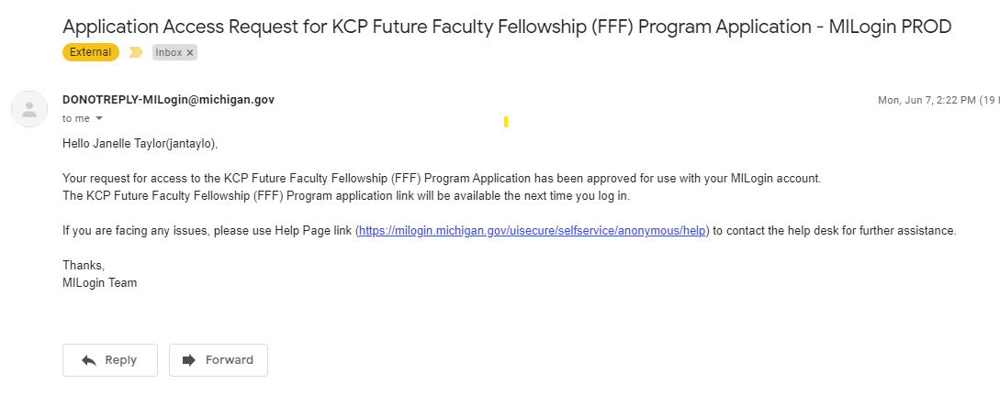 Application Access Request for KCP Future Faculty Fellowship (FFF) Program Application - MILogin PROD
External Inbox ×
DONOTREPLY-MILogin@michigan.gov Mon, Jun 7, 2:22 PM (19
to me
Hello Janelle Taylor(jantaylo),
Your request for access to the KCP Future Faculty Fellowship (FFF) Program Application has been approved for use with your MILogin account.
The KCP Future Faculty Fellowship (FFF) Program application link will be available the next time you log in.
If you are facing any issues, please use Help Page link (https://milogin.michigan.gov/uisecure/selfservice/anonymous/help) to contact the help desk for further assistance.
Thanks,
MILogin Team
Reply Forward